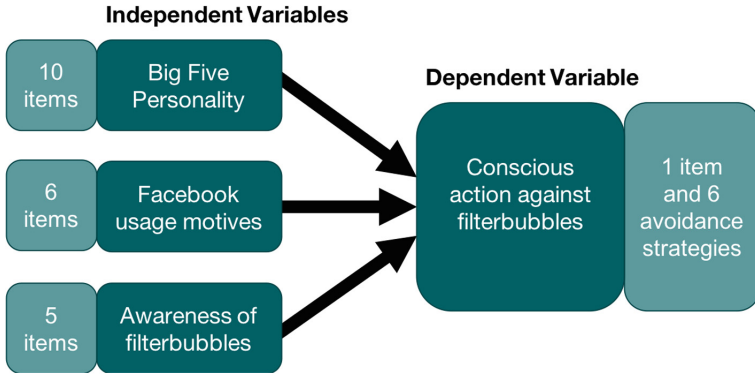 Independent Variables
10
items
Big Five
Personality
6
items
Facebook
usage motives
5
items
Awareness of
filterbubbles
Dependent Variable
Conscious
action against
filterbubbles
1 item
and 6
avoidance
strategies